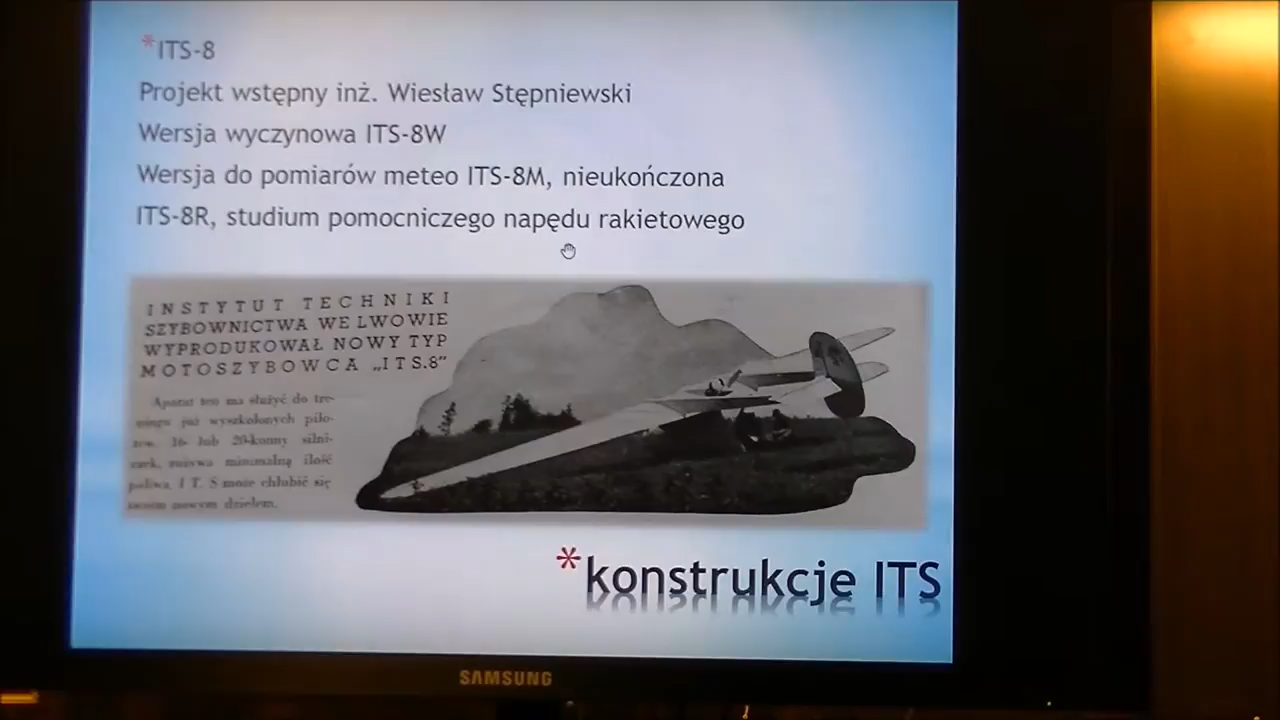 *ITS-8
Projekt wstępny inż. Wiesław Stępniewski
Wersja wyczynowa ITS-8W
Wersja do pomiarów meteo ITS-8M, nieukończona
ITS-8R, studium pomocniczego napędu rakietowego
INSTYTUT TECHNIKI
SZYBOWNICTWA WE LWOWIE
WYPRODUKOWAŁ NOWY TYP
MOTOSZYBOWCA „ITS.8”
Aparat ten ma służyć do tre-
ningu już wyszkolonych pilo-
tów. 16- lub 20-konny silni-
czek, zużywa minimalną ilość
paliwa. I T. S może chlubić się
swoim nowym dziełem.
*konstrukcje ITS
SAMSUNG